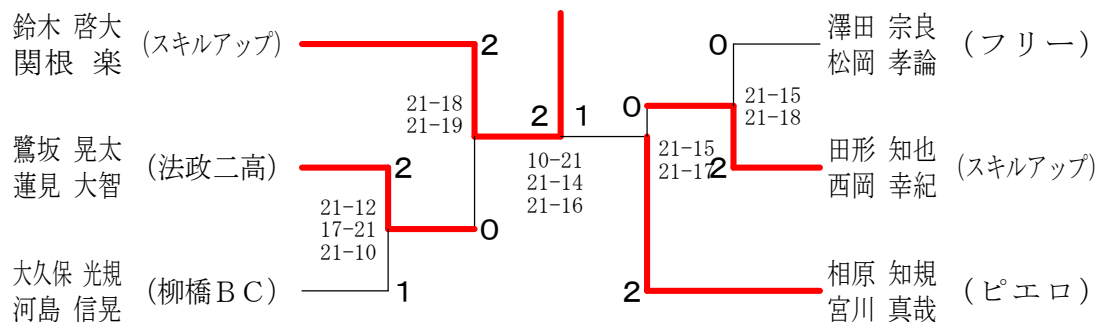 鈴木 啓大
関根 楽
(スキルアップ)
2
21-18
21-19
鷺坂 晃太
蓮見 大智
(法政二高)
2
21-12
17-21
21-10
0
大久保 光規
河島 信晃
(柳橋BC)
1
2 1
10-21
21-14
21-16
0
澤田 宗良
松岡 孝論
(フリー)
21-15
21-18
0
21-15
21-17
2
田形 知也
西岡 幸紀
(スキルアップ)
2
相原 知規
宮川 真哉
(ピエロ)